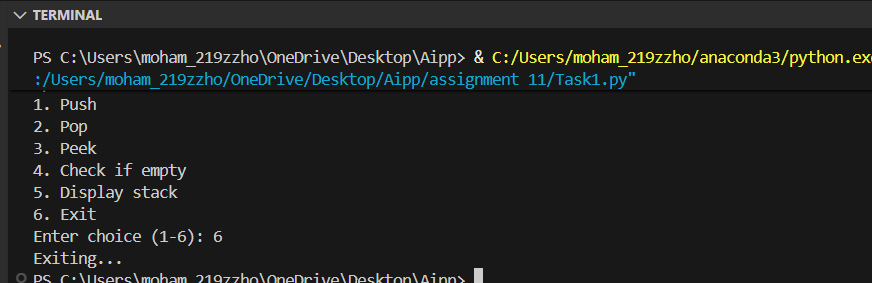 TERMINAL
PS C:\Users\moham_219zzho\OneDrive\Desktop\Aipp> & C:/Users/moham_219zzho/anaconda3/python.exe
:/Users/moham_219zzho/OneDrive/Desktop/Aipp/assignment 11/Task1.py"
1. Push
2. Pop
3. Peek
4. Check if empty
5. Display stack
6. Exit
Enter choice (1-6): 6
Exiting...
PS C:\Users\moham_219zzho\OneDrive\Desktop\Aipp>